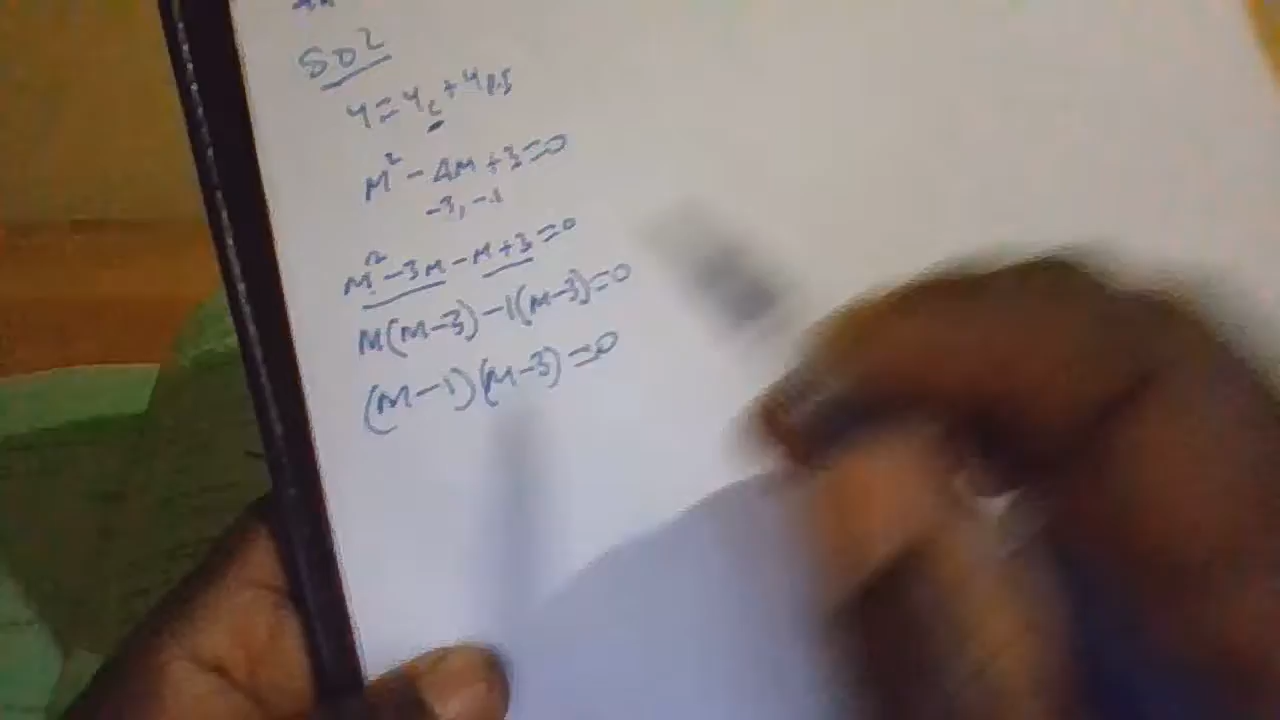 SOL
y = yc + yP.I
M² - 4M + 3 = 0
-3, -1
M² - 3M - M + 3 = 0
M(M-3) - 1(M-3) = 0
(M-1)(M-3) = 0